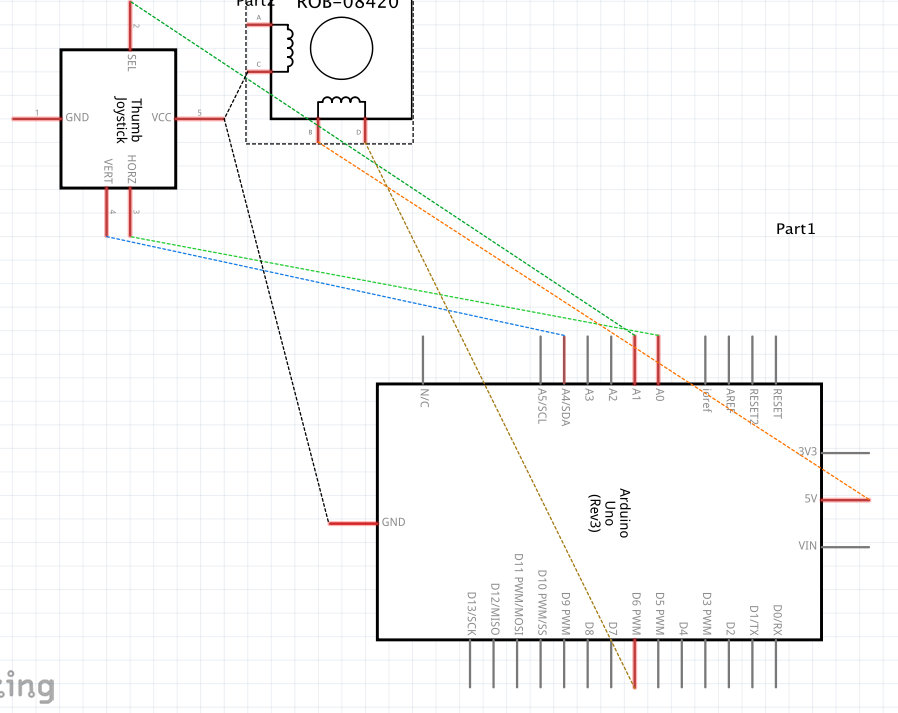 Part2
ROB-08420
A
C
B
D
2
SEL
Thumb
Joystick
1
GND
VCC
5
VERT
HORZ
4
3
Part1
N/C
A5/SCL
A4/SDA
A3
A2
A1
A0
ioref
AREF
RESET2
RESET
3V3
5V
VIN
GND
Arduino
Uno
(Rev3)
D13/SCK
D12/MISO
D11 PWM/MOSI
D10 PWM/SS
D9 PWM
D8
D7
D6 PWM
D5 PWM
D4
D3 PWM
D2
D1/TX
D0/RX
ing